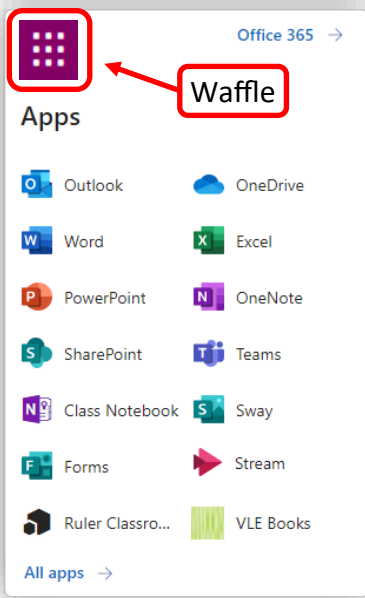 Office 365 →
Waffle
Apps
Outlook OneDrive
Word Excel
PowerPoint OneNote
SharePoint Teams
Class Notebook Sway
Forms Stream
Ruler Classro... VLE Books
All apps →